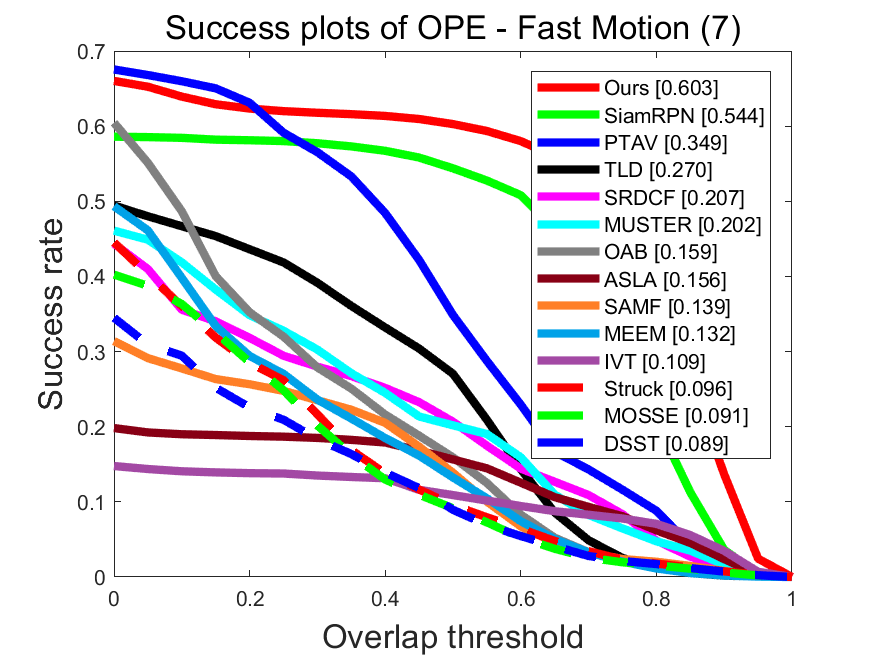 Success plots of OPE - Fast Motion (7)
0.7
0.6
0.5
0.4
0.3
0.2
0.1
0
Success rate
Ours [0.603]
SiamRPN [0.544]
PTAV [0.349]
TLD [0.270]
SRDCF [0.207]
MUSTER [0.202]
OAB [0.159]
ASLA [0.156]
SAMF [0.139]
MEEM [0.132]
IVT [0.109]
Struck [0.096]
MOSSE [0.091]
DSST [0.089]
0 0.2 0.4 0.6 0.8 1
Overlap threshold